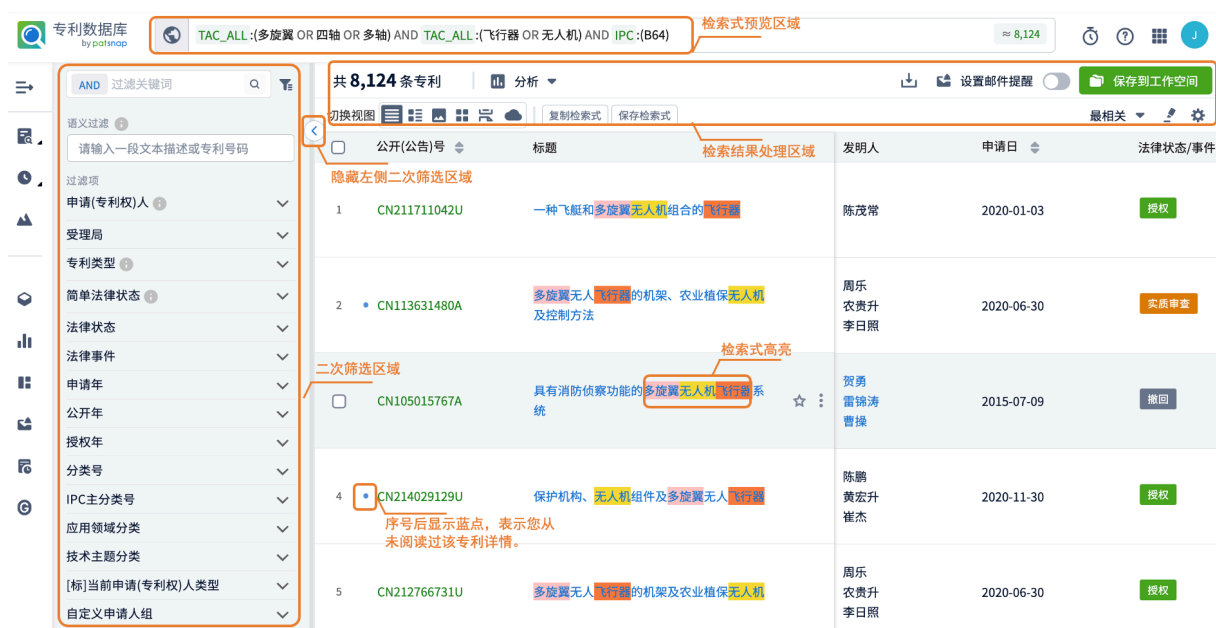 专利数据库
by patsnap
TAC_ALL :(多旋翼 OR 四轴 OR 多轴) AND TAC_ALL :(飞行器 OR 无人机) AND IPC :(B64)
检索式预览区域
≈ 8,124
J
AND 过滤关键词
共 8,124 条专利
分析
设置邮件提醒
保存到工作空间
切换视图
复制检索式
保存检索式
最相关
语义过滤
请输入一段文本描述或专利号码
公开(公告)号
标题
检索结果处理区域
发明人
申请日
法律状态/事件
隐藏左侧二次筛选区域
过滤项
申请(专利权)人
受理局
专利类型
简单法律状态
法律状态
法律事件
申请年
公开年
授权年
分类号
IPC主分类号
应用领域分类
技术主题分类
[标]当前申请(专利权)人类型
自定义申请人组
二次筛选区域
1 CN211711042U 一种飞艇和多旋翼无人机组合的飞行器 陈茂常 2020-01-03 授权
2 CN113631480A 多旋翼无人飞行器的机架、农业植保无人机
及控制方法
周乐
农贵升
李日照
2020-06-30 实质审查
检索式高亮
CN105015767A 具有消防侦察功能的多旋翼无人机飞行器系
统
贺勇
雷锦涛
曹操
2015-07-09 撤回
4 CN214029129U 保护机构、无人机组件及多旋翼无人飞行器
陈鹏
黄宏升
崔杰
2020-11-30 授权
序号后显示蓝点，表示您从
未阅读过该专利详情。
5 CN212766731U 多旋翼无人飞行器的机架及农业植保无人机
周乐
农贵升
李日照
2020-06-30 授权